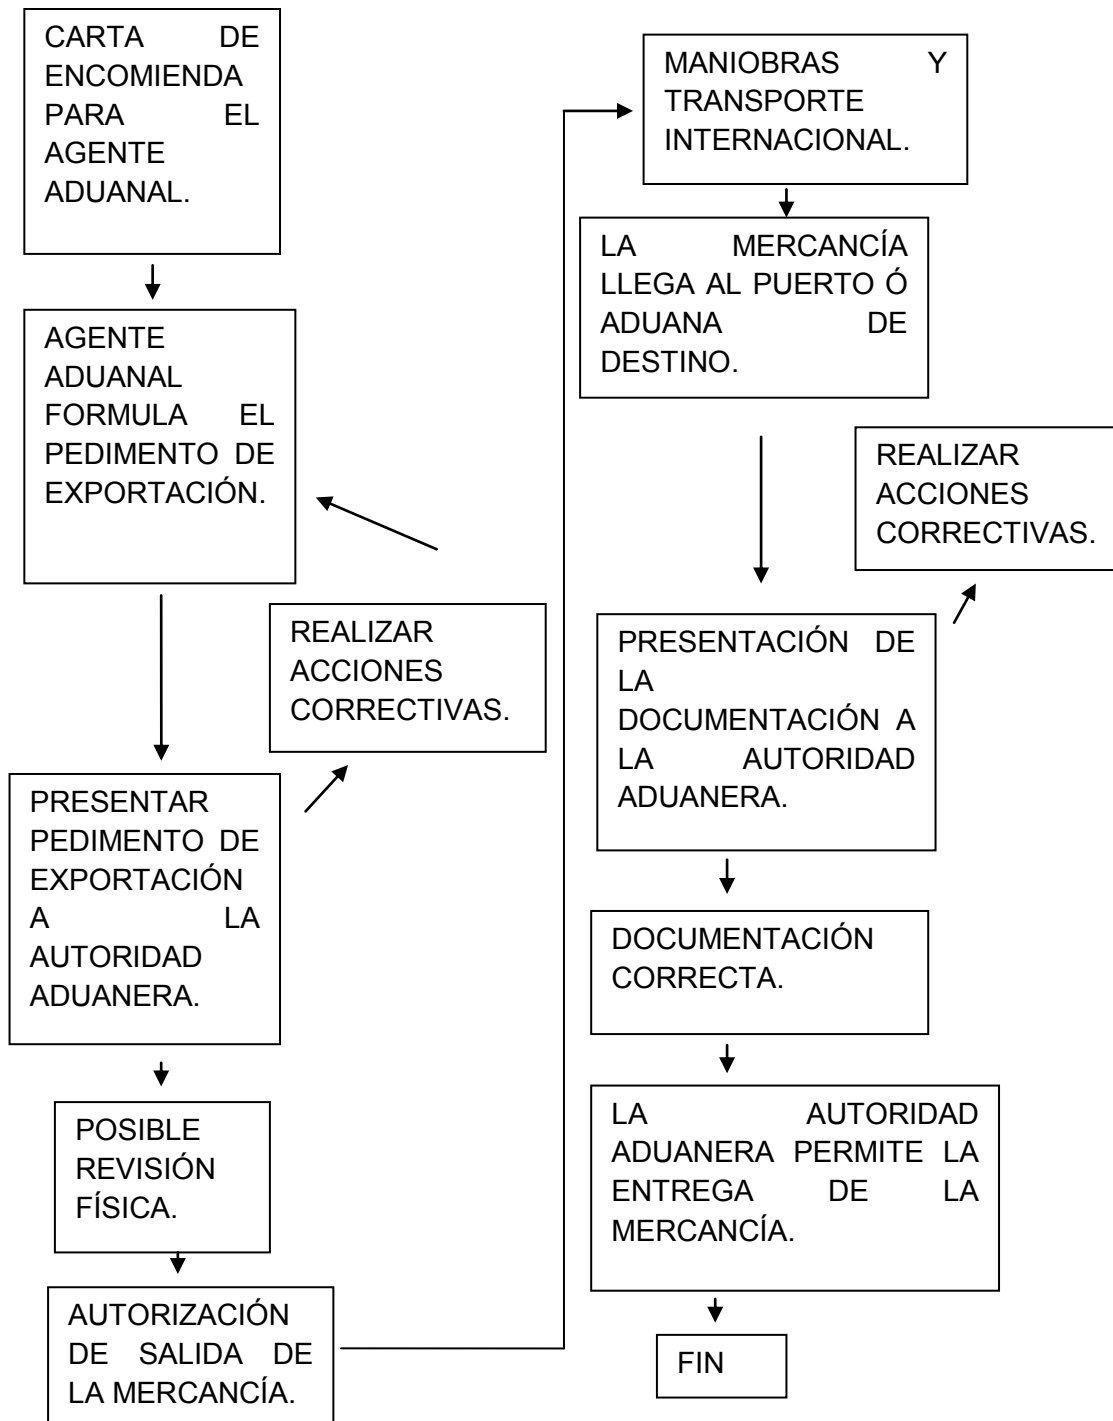 CARTA DE
ENCOMIENDA
PARA EL
AGENTE
ADUANAL.
AGENTE
ADUANAL
FORMULA EL
PEDIMENTO DE
EXPORTACIÓN.
REALIZAR
ACCIONES
CORRECTIVAS.
PRESENTAR
PEDIMENTO DE
EXPORTACIÓN
A LA
AUTORIDAD
ADUANERA.
POSIBLE
REVISIÓN
FÍSICA.
AUTORIZACIÓN
DE SALIDA DE
LA MERCANCÍA.
MANIOBRAS Y
TRANSPORTE
INTERNACIONAL.
LA MERCANCÍA
LLEGA AL PUERTO Ó
ADUANA DE
DESTINO.
REALIZAR
ACCIONES
CORRECTIVAS.
PRESENTACIÓN DE
LA
DOCUMENTACIÓN A
LA AUTORIDAD
ADUANERA.
DOCUMENTACIÓN
CORRECTA.
LA AUTORIDAD
ADUANERA PERMITE LA
ENTREGA DE LA
MERCANCÍA.
FIN